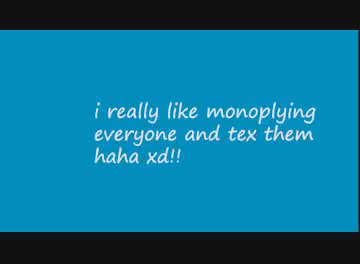 i really like monoplying
everyone and tex them
haha xd!!